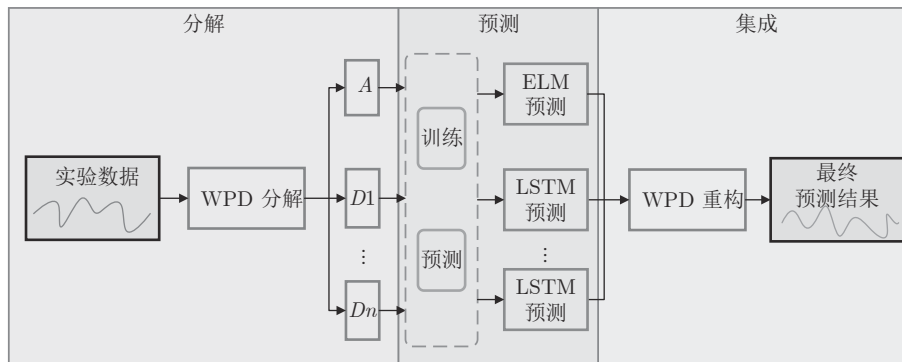 分解
预测
集成
实验数据
WPD 分解
A
D1
⋮
Dn
训练
预测
ELM
预测
LSTM
预测
⋮
LSTM
预测
WPD 重构
最终
预测结果